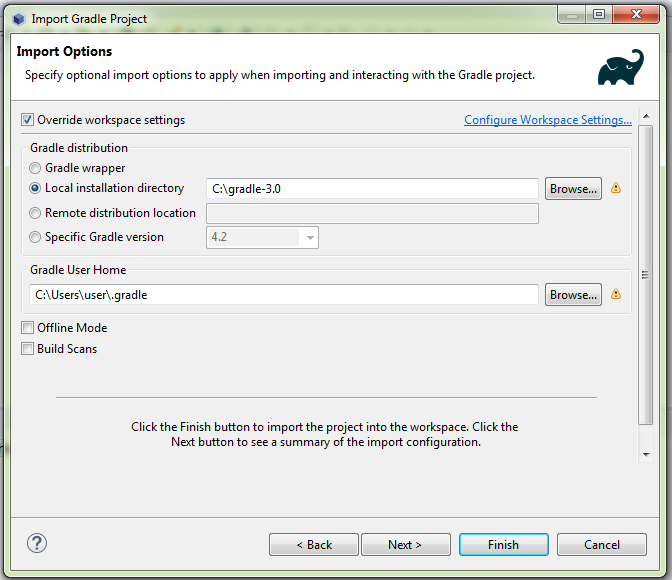 Import Gradle Project
Import Options
Specify optional import options to apply when importing and interacting with the Gradle project.
Override workspace settings
Configure Workspace Settings...
Gradle distribution
Gradle wrapper
Local installation directory
C:\gradle-3.0
Browse...
Remote distribution location
Specific Gradle version
4.2
Gradle User Home
C:\Users\user\.gradle
Browse...
Offline Mode
Build Scans
Click the Finish button to import the project into the workspace. Click the
Next button to see a summary of the import configuration.
?
< Back
Next >
Finish
Cancel